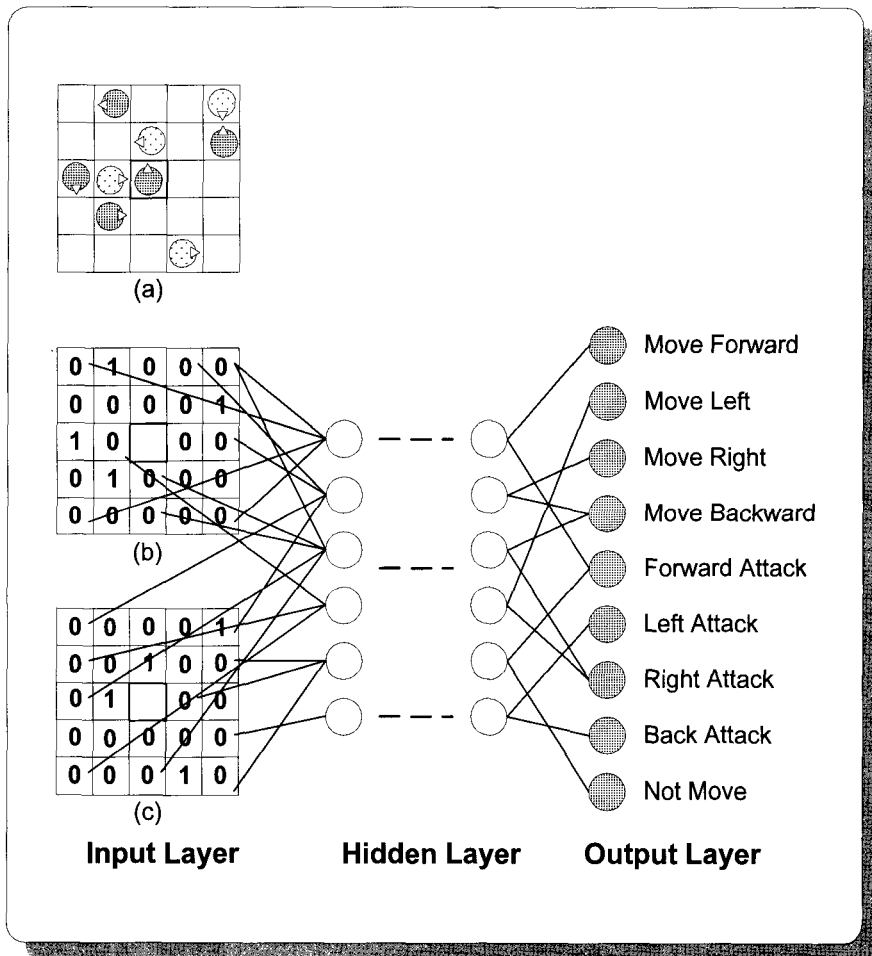 (a)
0 1 0 0 0
0 0 0 0 1
1 0 0 0
0 1 0 0 0
0 0 0 0 0
(b)
0 0 0 0 1
0 0 1 0 0
0 1 0 0
0 0 0 0 0
0 0 0 1 0
(c)
Move Forward
Move Left
Move Right
Move Backward
Forward Attack
Left Attack
Right Attack
Back Attack
Not Move
Input Layer
Hidden Layer
Output Layer